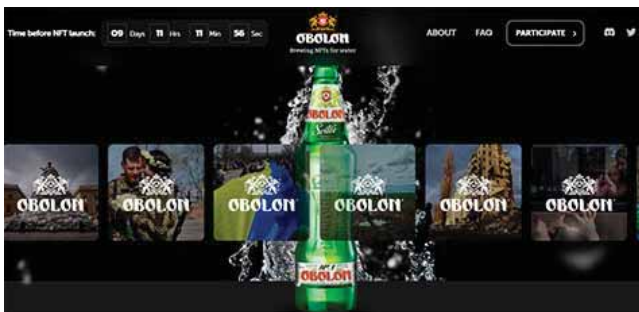 Time before NFT launch: 09 Days 11 Hrs 11 Min 56 Sec
OBOLON
Brewing NFTs for water
ABOUT FAQ PARTICIPATE
OBOLON
OBOLON
OBOLON
OBOLON
OBOLON
OBOLON
OBOLON
Nº1
OBOLON